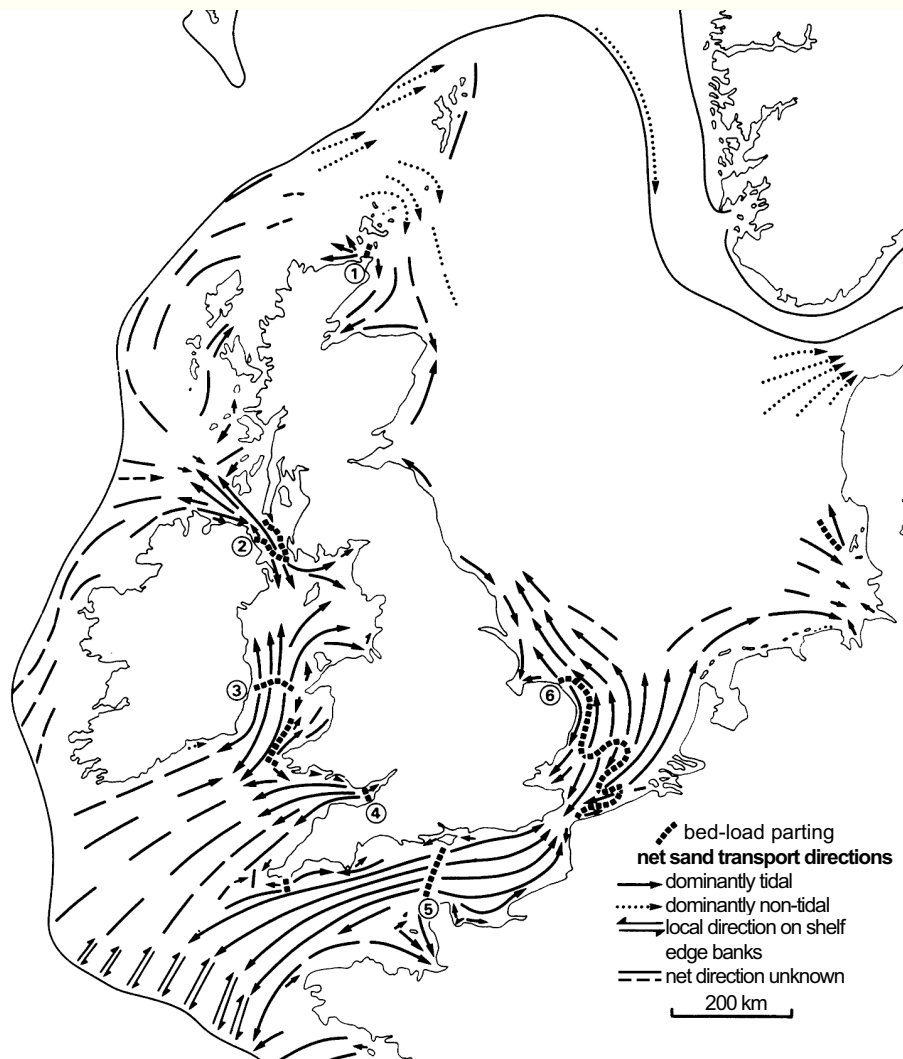 1
2
3
6
4
5
bed-load parting
net sand transport directions
dominantly tidal
dominantly non-tidal
local direction on shelf
edge banks
net direction unknown
200 km